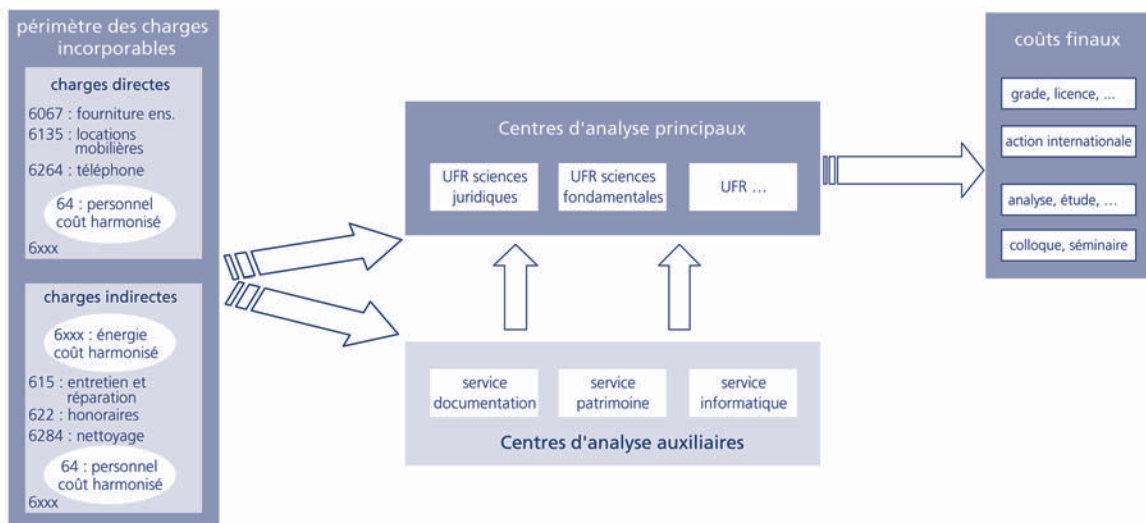 périmètre des charges
incorporables
charges directes
6067 : fourniture ens.
6135 : locations
mobilières
6264 : téléphone
64 : personnel
coût harmonisé
6xxx
charges indirectes
6xxx : énergie
coût harmonisé
615 : entretien et
réparation
622 : honoraires
6284 : nettoyage
64 : personnel
coût harmonisé
6xxx
Centres d'analyse principaux
UFR sciences
juridiques
UFR sciences
fondamentales
UFR ...
service
documentation
service
patrimoine
service
informatique
Centres d'analyse auxiliaires
coûts finaux
grade, licence, ...
action internationale
analyse, étude, ...
colloque, séminaire